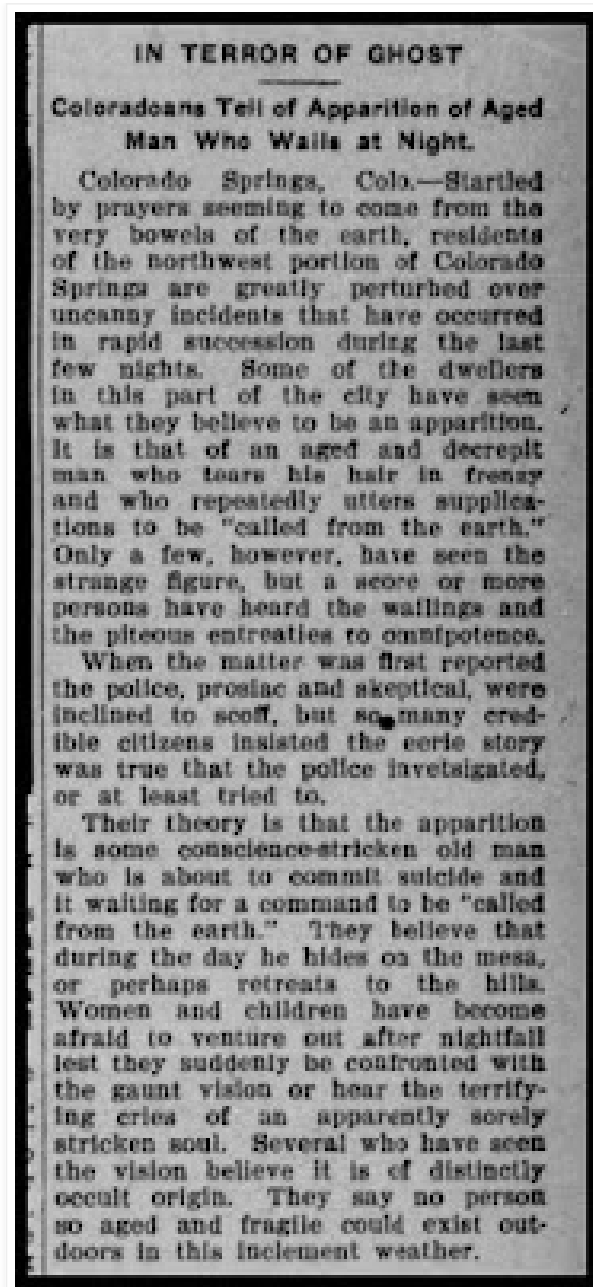 IN TERROR OF GHOST
Coloradoans Tell of Apparition of Aged
Man Who Wails at Night.
Colorado Springs, Colo.—Startled
by prayers seeming to come from the
very bowels of the earth, residents
of the northwest portion of Colorado
Springs are greatly perturbed over
uncanny incidents that have occurred
in rapid succession during the last
few nights. Some of the dwellers
in this part of the city have seen
what they believe to be an apparition.
It is that of an aged and decrepit
man who tears his hair in frenzy
and who repeatedly utters supplica-
tions to be "called from the earth."
Only a few, however, have seen the
strange figure, but a score or more
persons have heard the wailings and
the piteous entreaties to omnipotence.
When the matter was first reported
the police, prosiac and skeptical, were
inclined to scoff, but so many cred-
ible citizens insisted the eerie story
was true that the police invetsigated,
or at least tried to.
Their theory is that the apparition
is some conscience-stricken old man
who is about to commit suicide and
it waiting for a command to be "called
from the earth." They believe that
during the day he hides on the mesa,
or perhaps retreats to the hills.
Women and children have become
afraid to venture out after nightfall
lest they suddenly be confronted with
the gaunt vision or hear the terrify-
ing cries of an apparently sorely
stricken soul. Several who have seen
the vision believe it is of distinctly
occult origin. They say no person
so aged and fragile could exist out-
doors in this inclement weather.